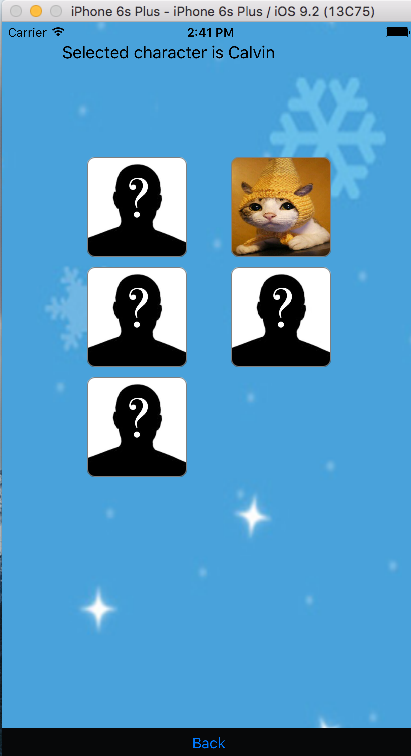 iPhone 6s Plus - iPhone 6s Plus / iOS 9.2 (13C75)
Carrier 2:41 PM
Selected character is Calvin
?
?
?
?
Back